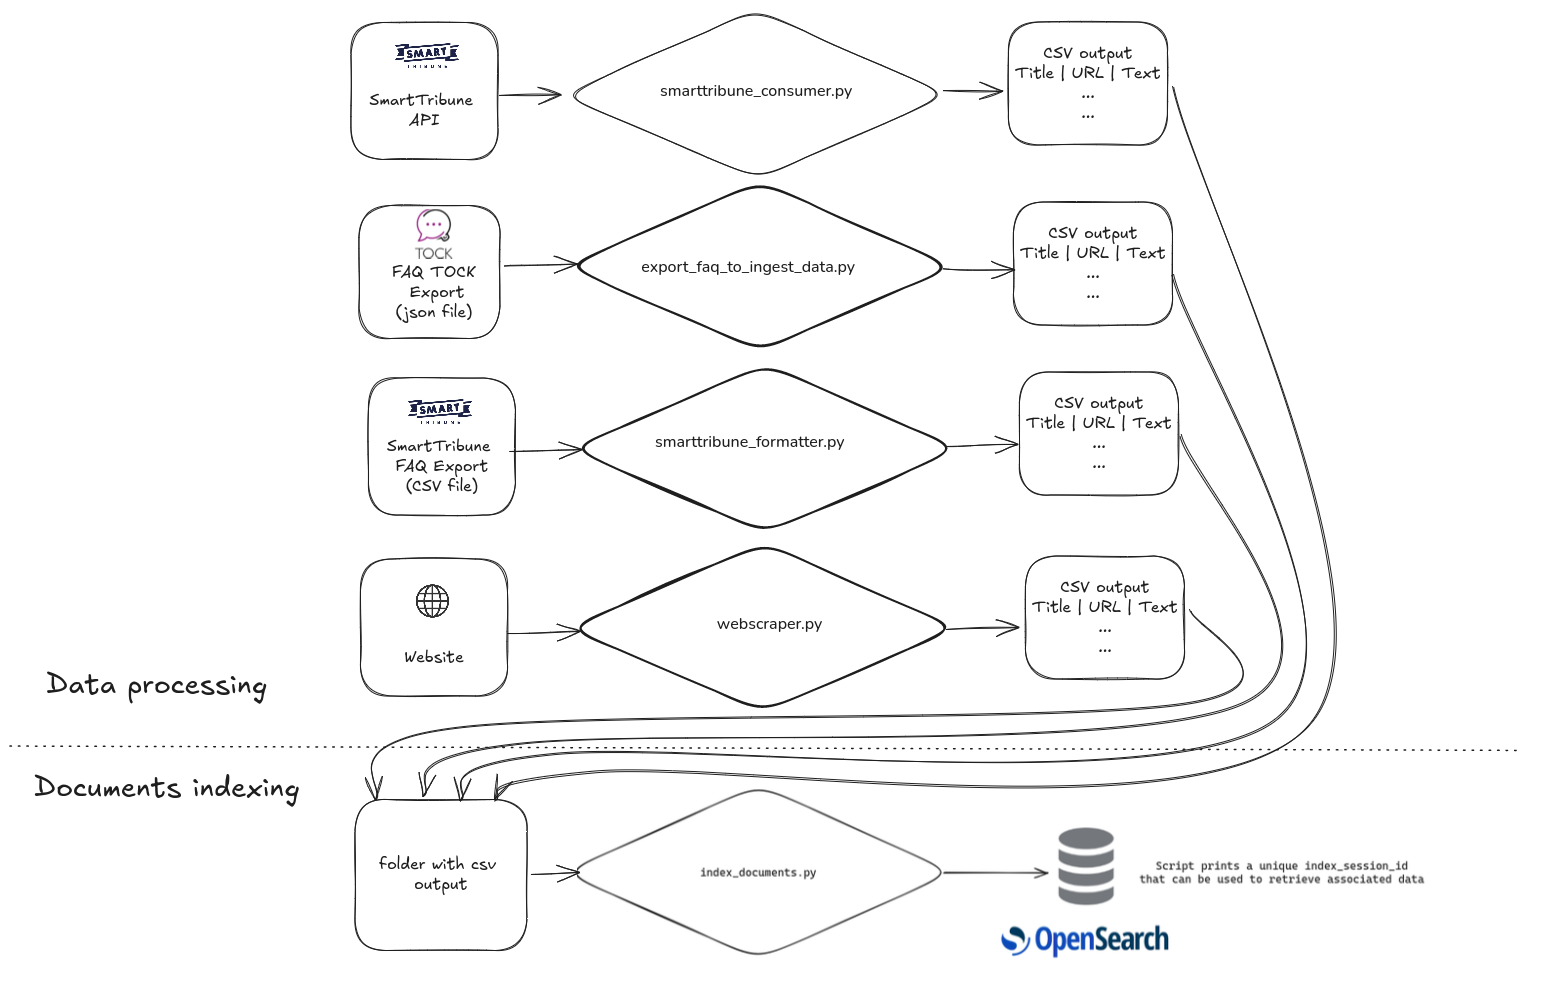 SMART
TRIBUNE
SmartTribune
API
smarttribune_consumer.py
CSV output
Title | URL | Text
...
...
TOCK
FAQ TOCK
Export
(json file)
export_faq_to_ingest_data.py
CSV output
Title | URL | Text
...
...
SMART
TRIBUNE
SmartTribune
FAQ Export
(CSV file)
smarttribune_formatter.py
CSV output
Title | URL | Text
...
...
Website
webscraper.py
CSV output
Title | URL | Text
...
...
Data processing
Documents indexing
folder with csv
output
index_documents.py
Script prints a unique index_session_id
that can be used to retrieve associated data
OpenSearch